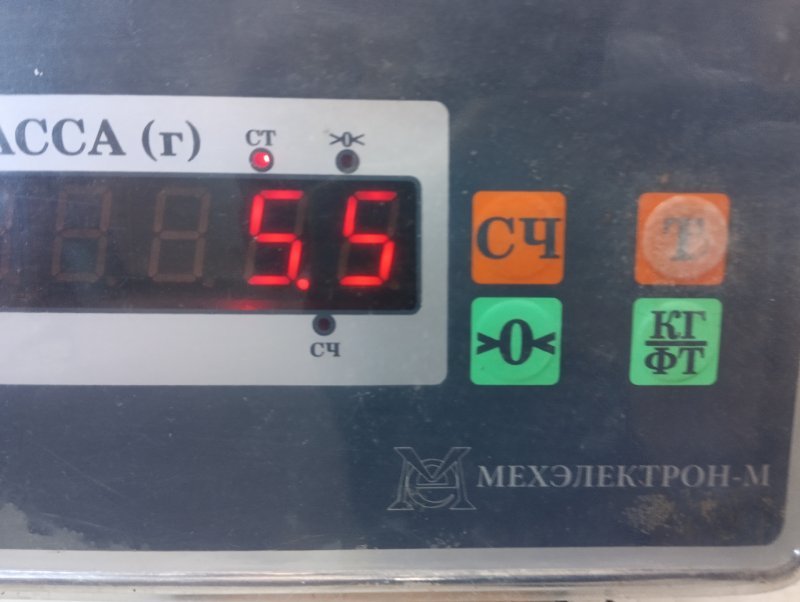 АССА (г)
СТ >0<
5.5
СЧ
СЧ Т
>0< КГ
ФТ
МЕХЭЛЕКТРОН-М